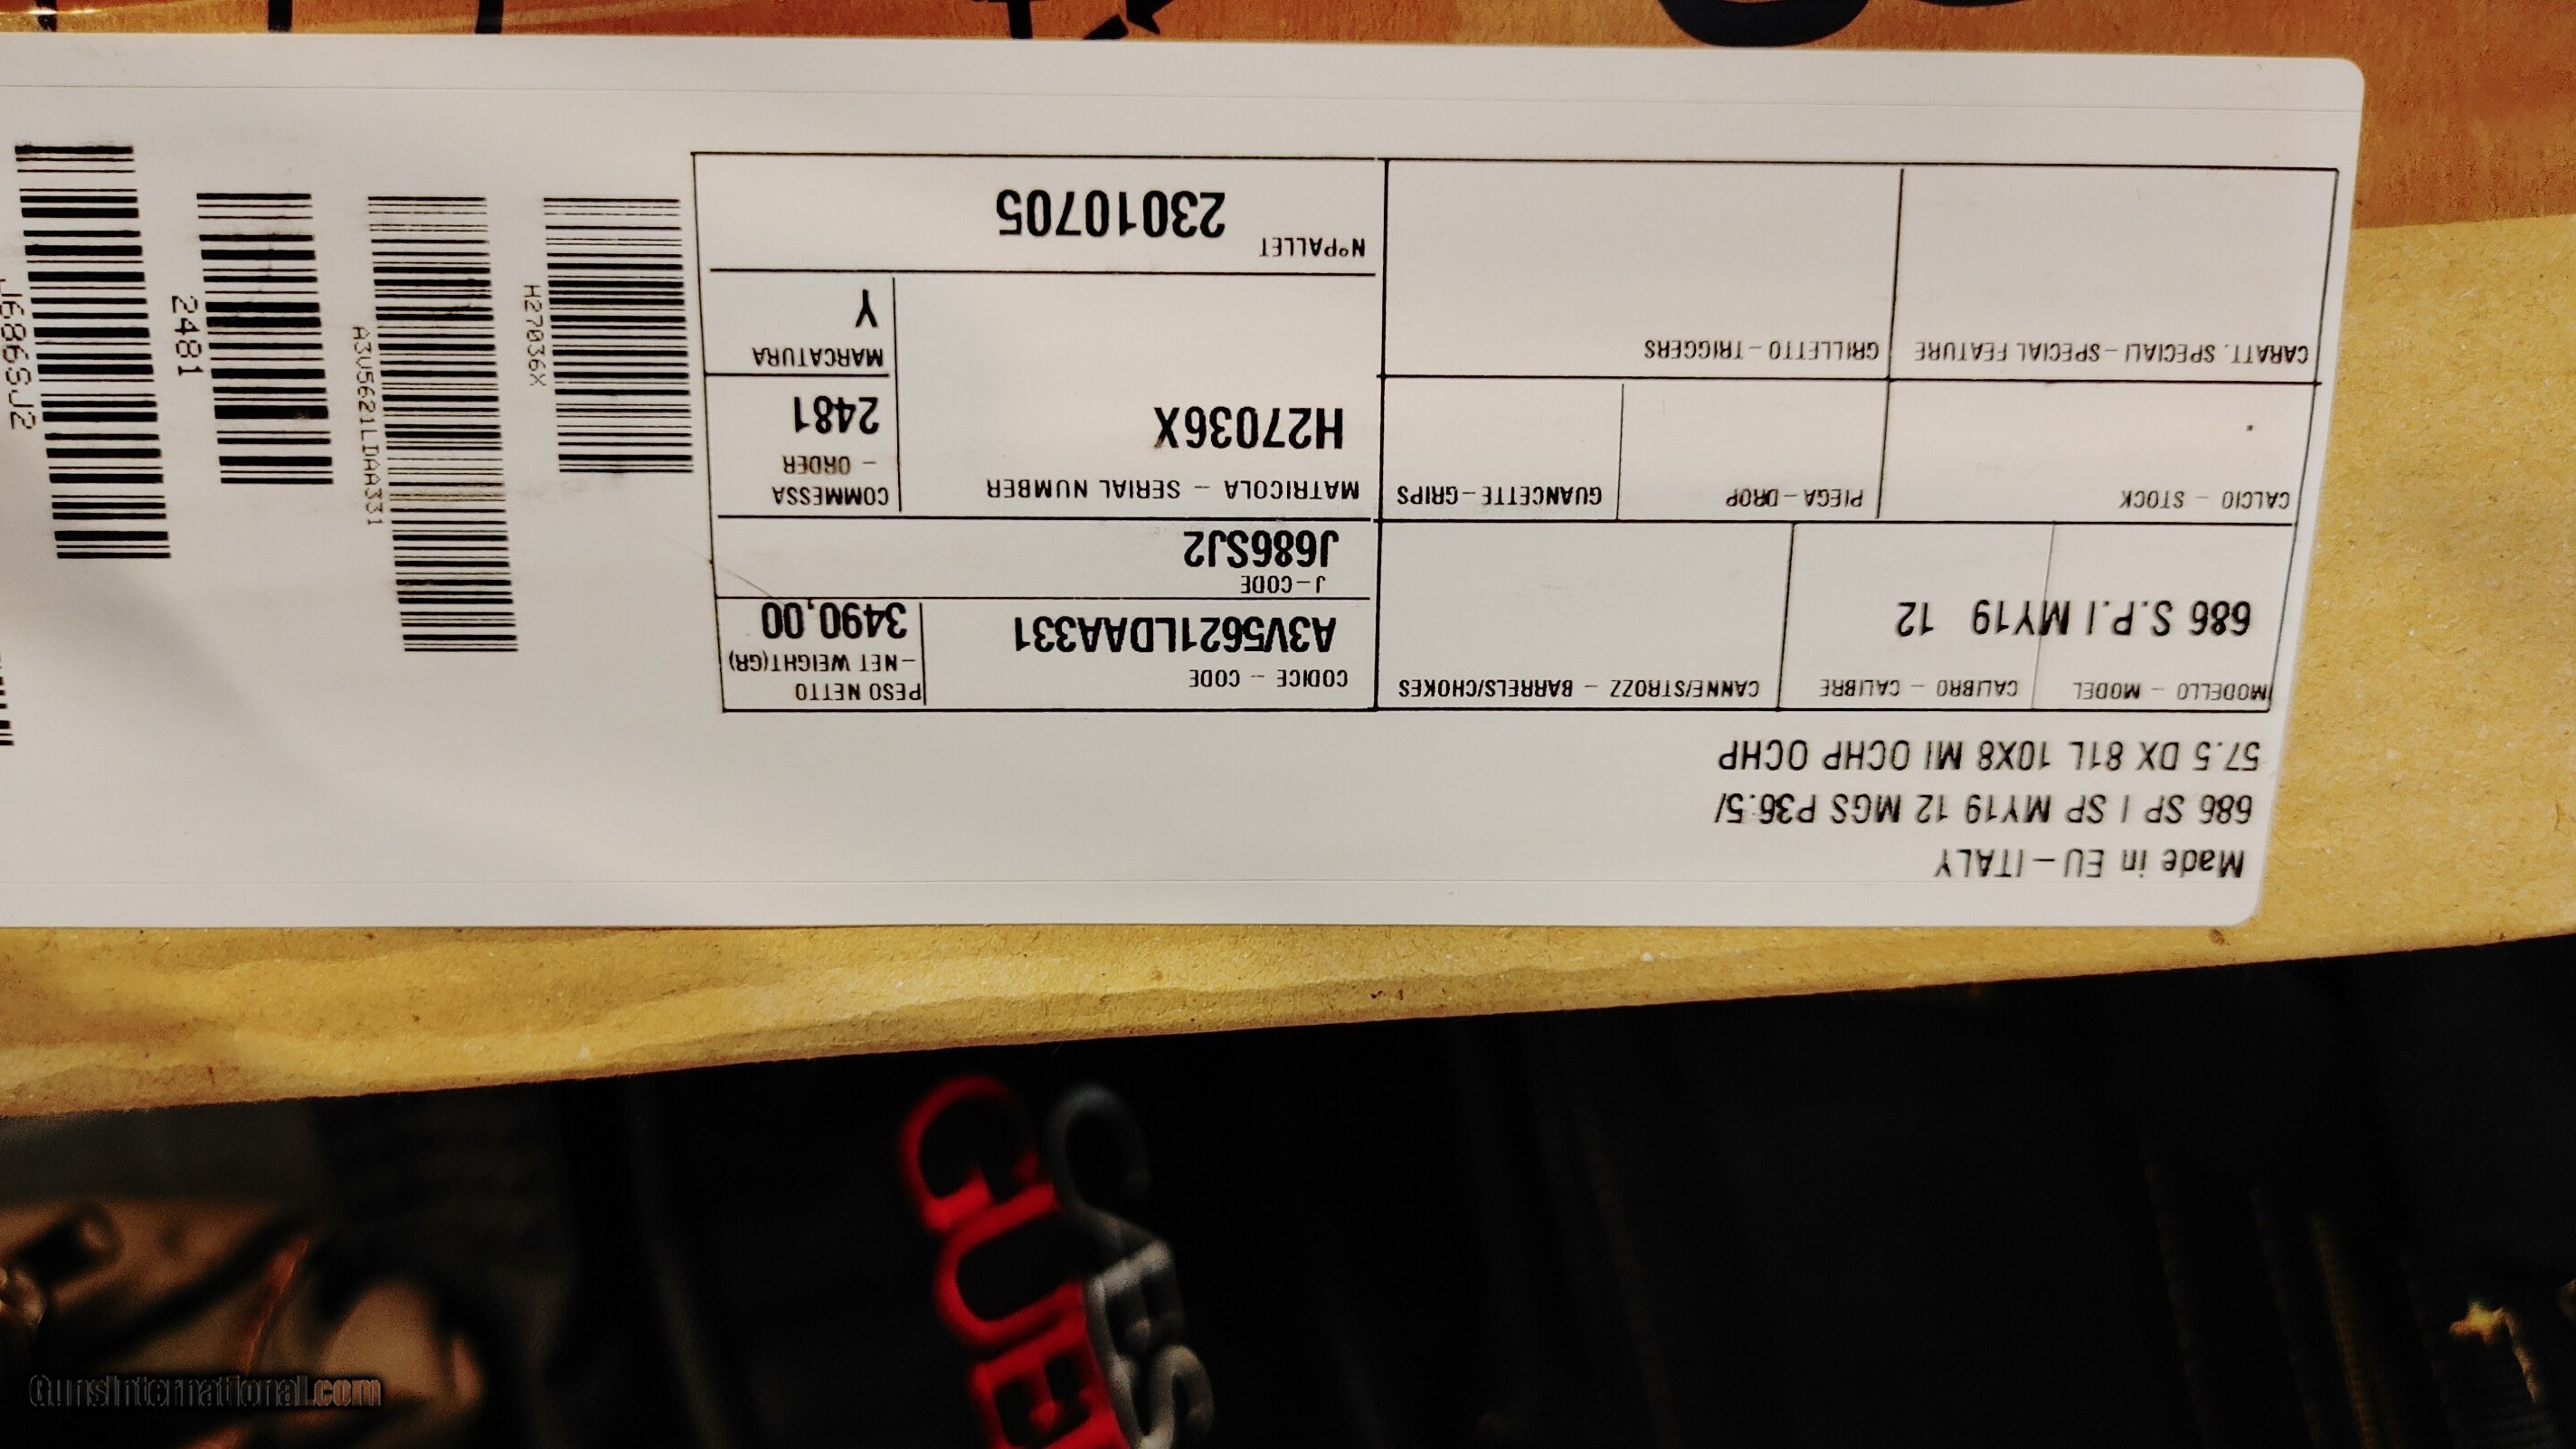 Made in EU-ITALY
686 SP I SP MY19 12 MGS P36.5/
57.5 DX 81L 10X8 MI OCHP OCHP
MODELLO - MODEL
CALIBRO - CALIBRE
CANNE/STROZZ - BARRELS/CHOKES
686 S.P.I MY19 12
CALCIO - STOCK
PIEGA-DROP
GUANCETTE-GRIPS
CARATT. SPECIALI-SPECIAL FEATURE
GRILLETTO-TRIGGERS
CODICE - CODE
A3V5621LDAA331
PESO NETTO
-NET WEIGHT(GR)
3490,00
J-CODE
J686SJ2
MATRICOLA - SERIAL NUMBER
H27036X
COMMESSA
- ORDER
2481
MARCATURA
Y
N°PALLET
23010705
H27036X
A3V5621LDAA331
2481
J686SJ2
GunsInternational.com